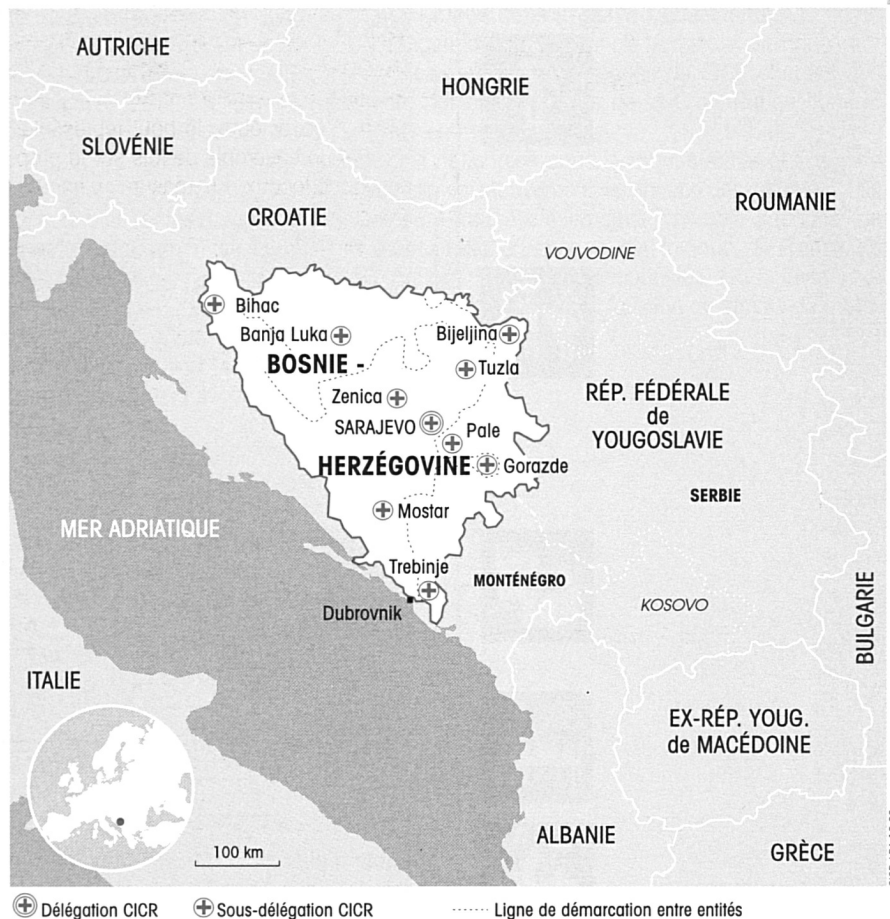 AUTRICHE
HONGRIE
SLOVÉNIE
ROUMANIE
CROATIE
VOJVODINE
Bihac
Banja Luka
Bijeljina
BOSNIE -
Tuzla
RÉP. FÉDÉRALE
de
YOUGOSLAVIE
Zenica
SARAJEVO
Pale
HERZÉGOVINE
Gorazde
SERBIE
Mostar
MER ADRIATIQUE
Trebinje
MONTÉNÉGRO
Dubrovnik
KOSOVO
BULGARIE
ITALIE
EX-RÉP. YOUG.
de MACÉDOINE
100 km
ALBANIE
GRÈCE
Délégation CICR
Sous-délégation CICR
Ligne de démarcation entre entités